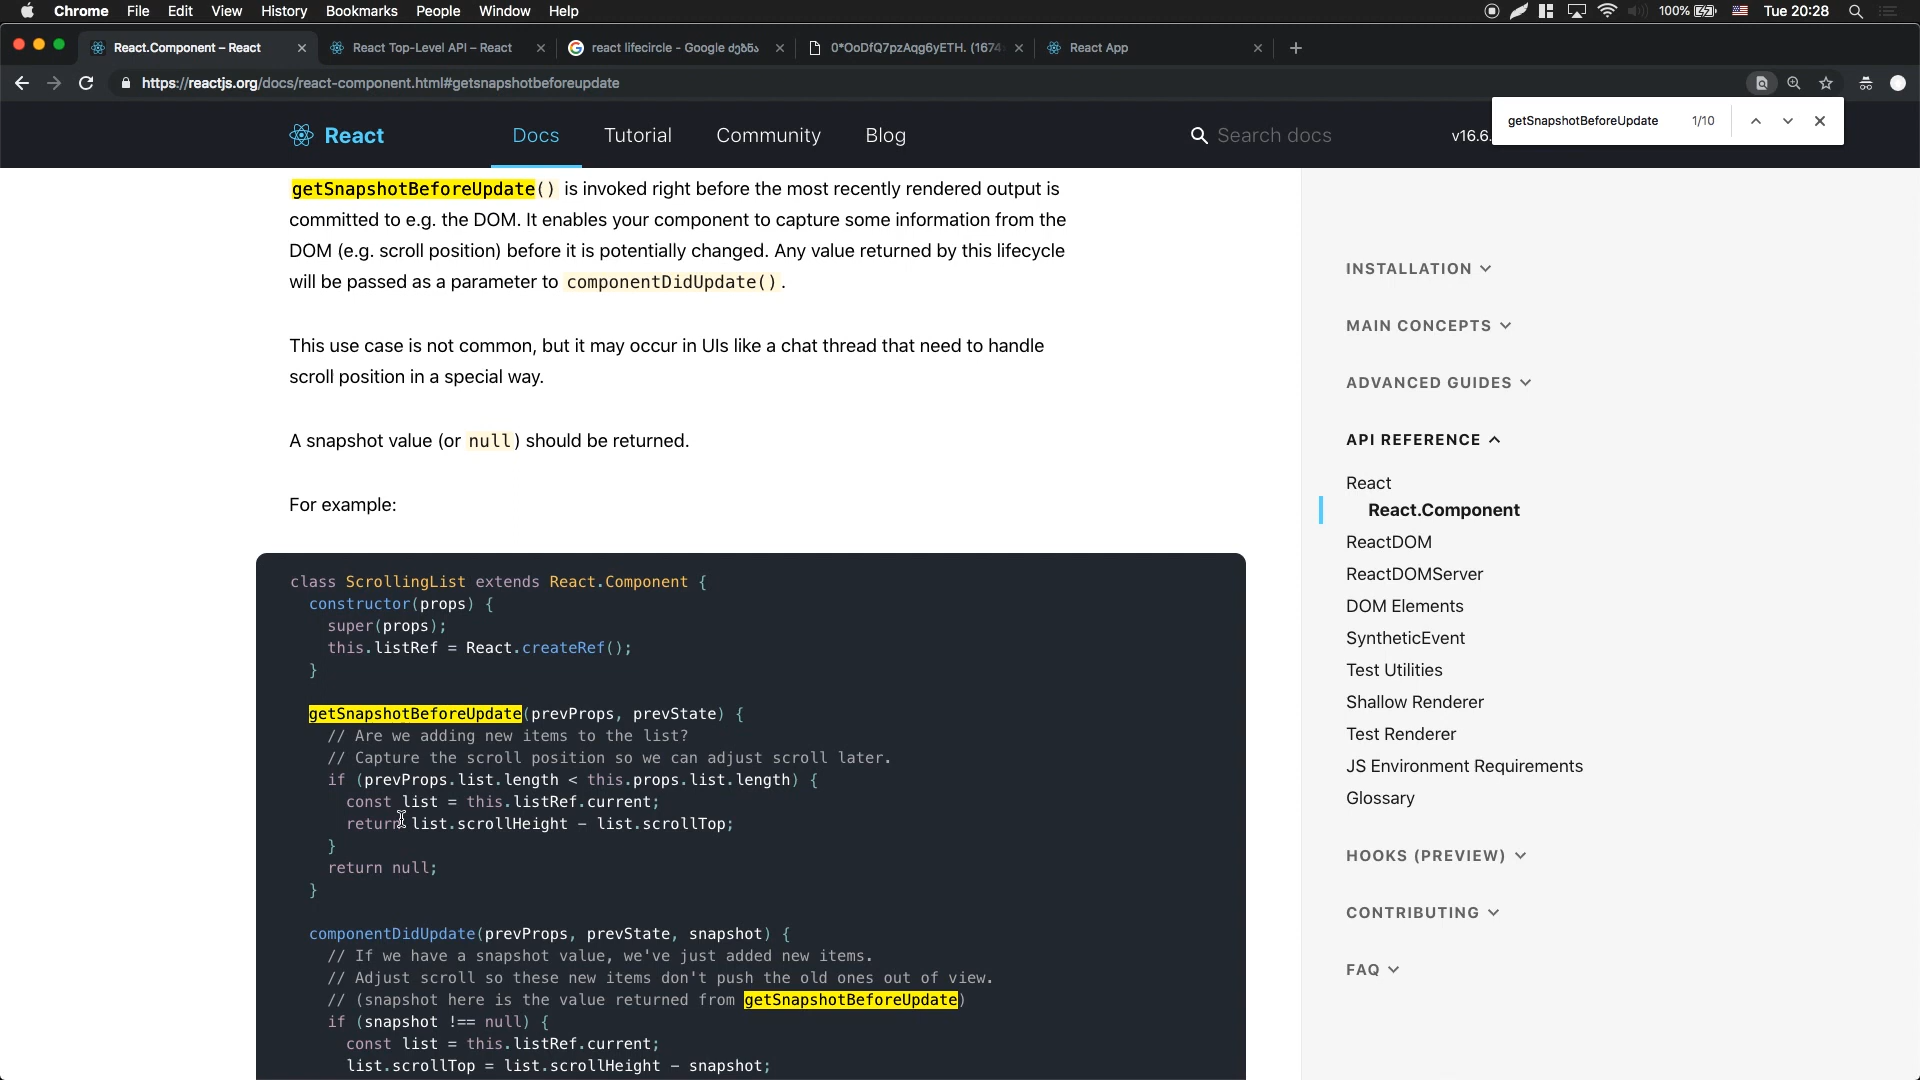 Chrome File Edit View History Bookmarks People Window Help 100% Tue 20:28
React.Component – React React Top-Level API – React react lifecircle - Google ძებნა 0*OoDfQ7pzAqg6yETH. (1674 React App
https://reactjs.org/docs/react-component.html#getsnapshotbeforeupdate
getSnapshotBeforeUpdate 1/10
React Docs Tutorial Community Blog Search docs v16.6.
getSnapshotBeforeUpdate() is invoked right before the most recently rendered output is
committed to e.g. the DOM. It enables your component to capture some information from the
DOM (e.g. scroll position) before it is potentially changed. Any value returned by this lifecycle
will be passed as a parameter to componentDidUpdate().
This use case is not common, but it may occur in UIs like a chat thread that need to handle
scroll position in a special way.
A snapshot value (or null) should be returned.
For example:
class ScrollingList extends React.Component {
constructor(props) {
super(props);
this.listRef = React.createRef();
}
getSnapshotBeforeUpdate(prevProps, prevState) {
// Are we adding new items to the list?
// Capture the scroll position so we can adjust scroll later.
if (prevProps.list.length < this.props.list.length) {
const list = this.listRef.current;
return list.scrollHeight - list.scrollTop;
}
return null;
}
componentDidUpdate(prevProps, prevState, snapshot) {
// If we have a snapshot value, we've just added new items.
// Adjust scroll so these new items don't push the old ones out of view.
// (snapshot here is the value returned from getSnapshotBeforeUpdate)
if (snapshot !== null) {
const list = this.listRef.current;
list.scrollTop = list.scrollHeight - snapshot;
INSTALLATION
MAIN CONCEPTS
ADVANCED GUIDES
API REFERENCE
React
React.Component
ReactDOM
ReactDOMServer
DOM Elements
SyntheticEvent
Test Utilities
Shallow Renderer
Test Renderer
JS Environment Requirements
Glossary
HOOKS (PREVIEW)
CONTRIBUTING
FAQ